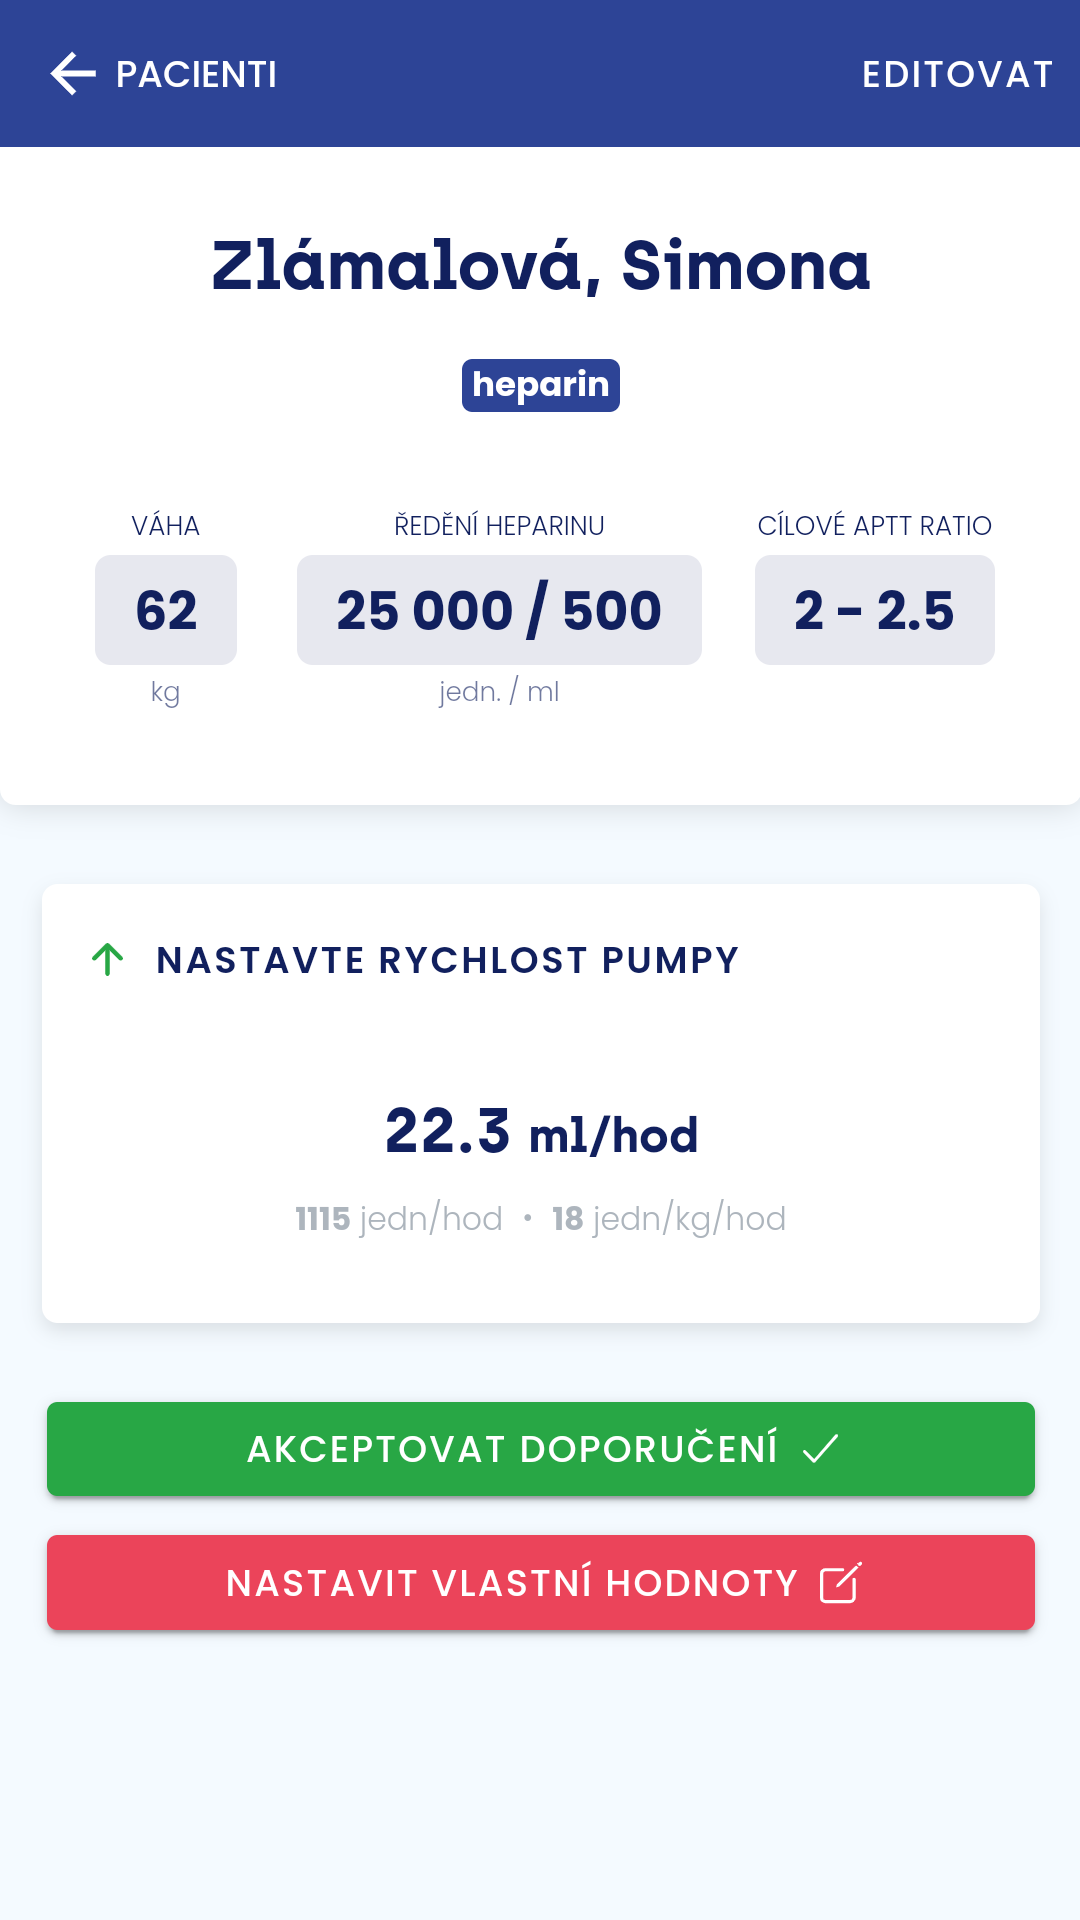 PACIENTI EDITOVAT
Zlámalová, Simona
heparin
VÁHA ŘEDĚNÍ HEPARINU CÍLOVÉ APTT RATIO
62 25 000 / 500 2 - 2.5
kg jedn. / ml
NASTAVTE RYCHLOST PUMPY
22.3 ml/hod
1115 jedn/hod • 18 jedn/kg/hod
AKCEPTOVAT DOPORUČENÍ
NASTAVIT VLASTNÍ HODNOTY